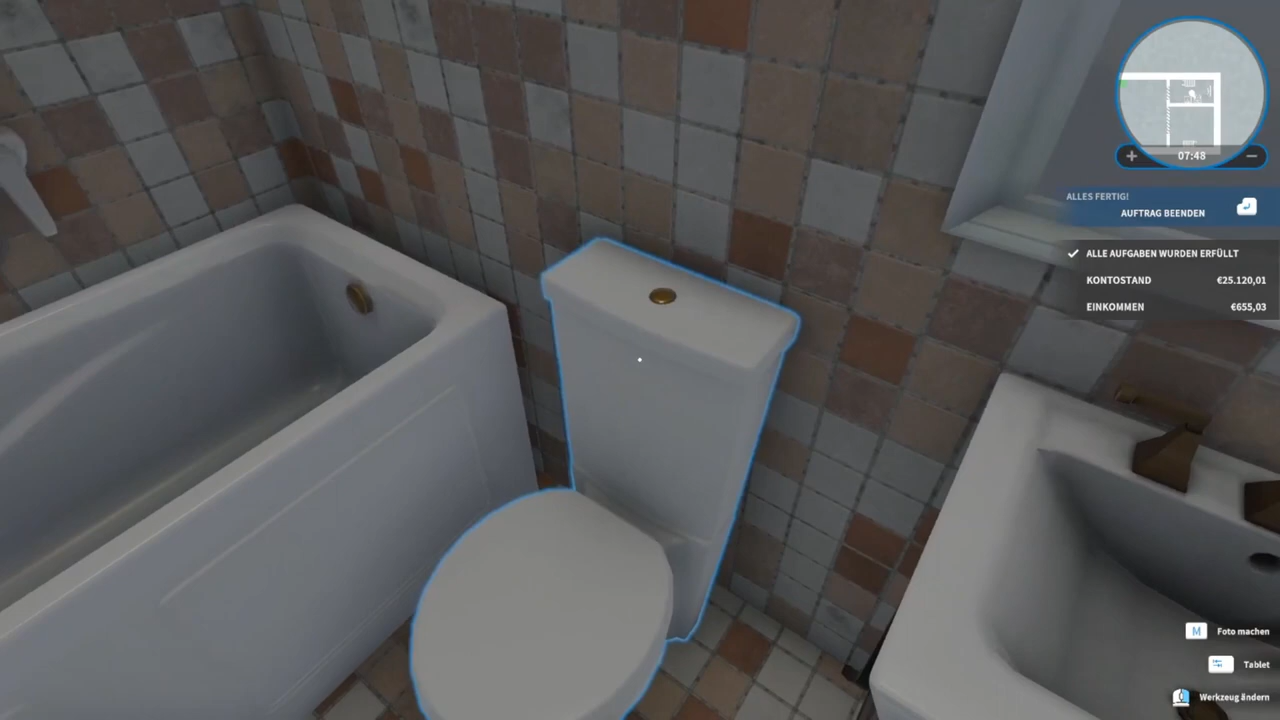 07:48
ALLES FERTIG!
AUFTRAG BEENDEN
ALLE AUFGABEN WURDEN ERFÜLLT
KONTOSTAND €25.120,01
EINKOMMEN €655,03
M Foto machen
Tablet
Werkzeug ändern